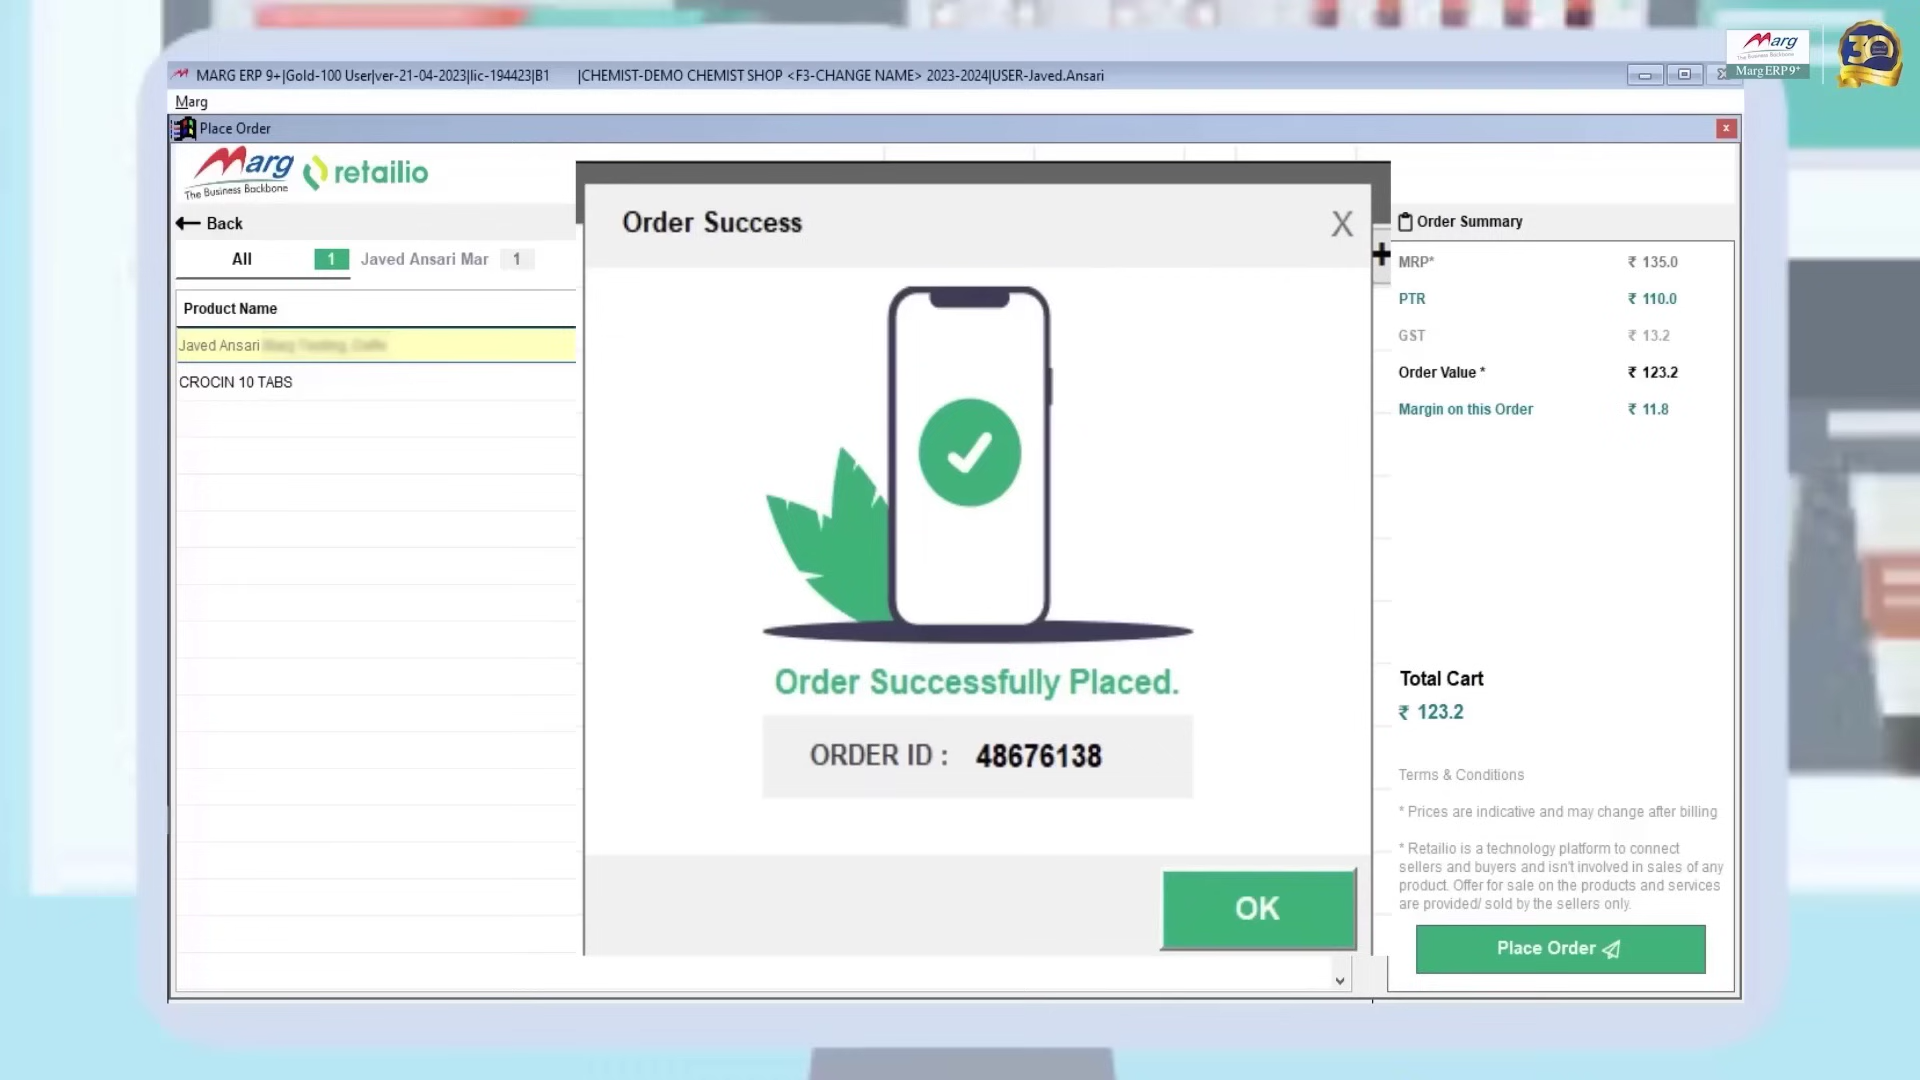 Marg
MargERP9+
30
MARG ERP 9+|Gold-100 User|ver-21-04-2023|lic-194423|B1 |CHEMIST-DEMO CHEMIST SHOP <F3-CHANGE NAME> 2023-2024|USER-Javed.Ansari
Marg
Place Order
Marg
The Business Backbone
retailio
Back
All 1 Javed Ansari Mar 1
Product Name
Javed Ansari
CROCIN 10 TABS
Order Success
X
Order Successfully Placed.
ORDER ID : 48676138
OK
Order Summary
MRP* ₹ 135.0
PTR ₹ 110.0
GST ₹ 13.2
Order Value * ₹ 123.2
Margin on this Order ₹ 11.8
Total Cart
₹ 123.2
Terms & Conditions
* Prices are indicative and may change after billing
* Retailio is a technology platform to connect
sellers and buyers and isn't involved in sales of any
product. Offer for sale on the products and services
are provided/ sold by the sellers only.
Place Order